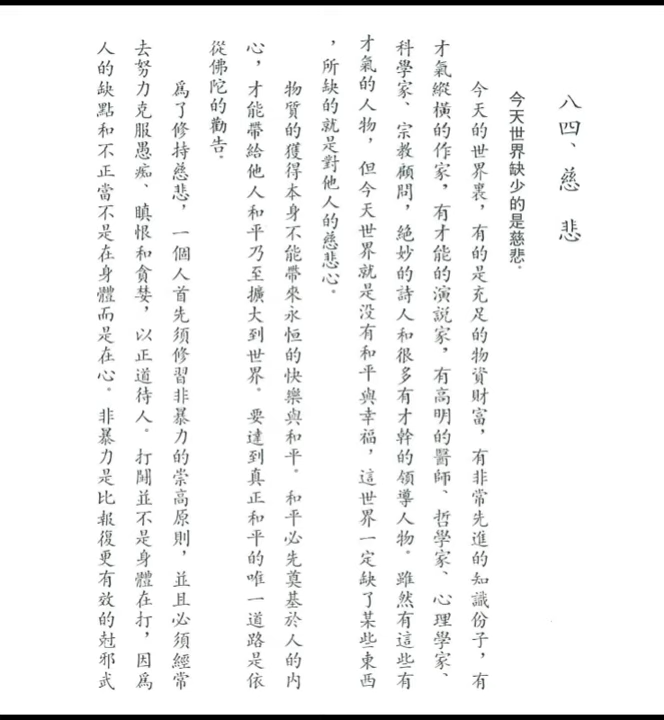 八四、慈悲
今天世界缺少的是慈悲。
今天的世界裏，有的是充足的物資財富，有非常先進的知識份子，有
才氣縱橫的作家，有才能的演說家，有高明的醫師、哲學家、心理學家、
科學家、宗教顧問，絕妙的詩人和很多有才幹的領導人物。雖然有這些有
才氣的人物，但今天世界就是没有和平與幸福，這世界一定缺了某些東西
，所缺的就是對他人的慈悲心。
物質的獲得本身不能帶來永恒的快樂與和平。和平必先奠基於人的内
心，才能帶給他人和平乃至擴大到世界。要達到真正和平的唯一道路是依
從佛陀的勸告。
爲了修持慈悲，一個人首先須修習非暴力的崇高原則，並且必須經常
去努力克服愚痴、瞋恨和貪婪，以正道待人。打鬪並不是身體在打，因爲
人的缺點和不正當不是在身體而是在心。非暴力是比報復更有效的尅邪武